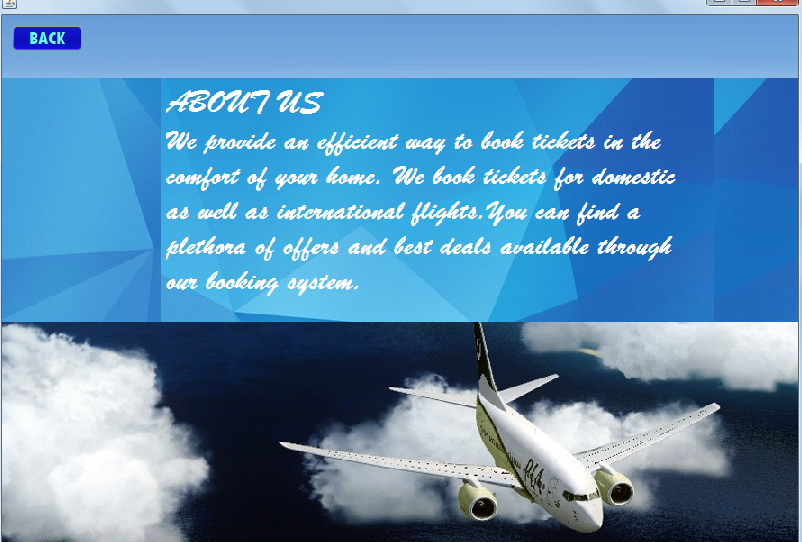 BACK
ABOUT US
We provide an efficient way to book tickets in the
comfort of your home. We book tickets for domestic
as well as international flights.You can find a
plethora of offers and best deals available through
our booking system.